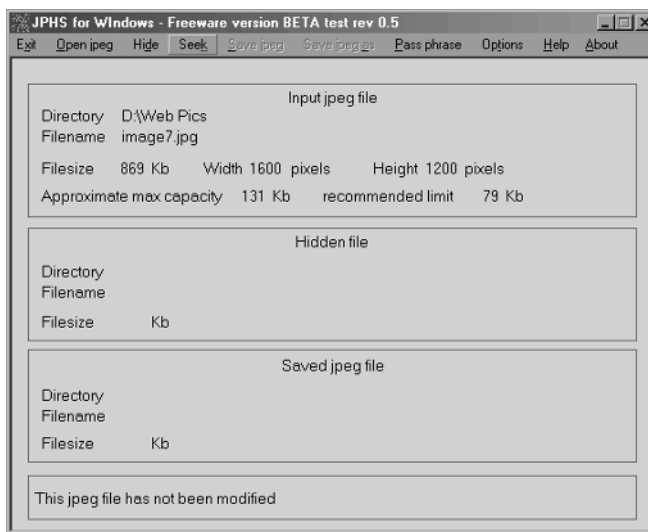 JPHS for WIndows - Freeware version BETA test rev 0.5
Exit Open jpeg Hide Seek Save jpeg Save jpeg as Pass phrase Options Help About
Input jpeg file
Directory D:\Web Pics
Filename image7.jpg
Filesize 869 Kb Width 1600 pixels Height 1200 pixels
Approximate max capacity 131 Kb recommended limit 79 Kb
Hidden file
Directory
Filename
Filesize Kb
Saved jpeg file
Directory
Filename
Filesize Kb
This jpeg file has not been modified